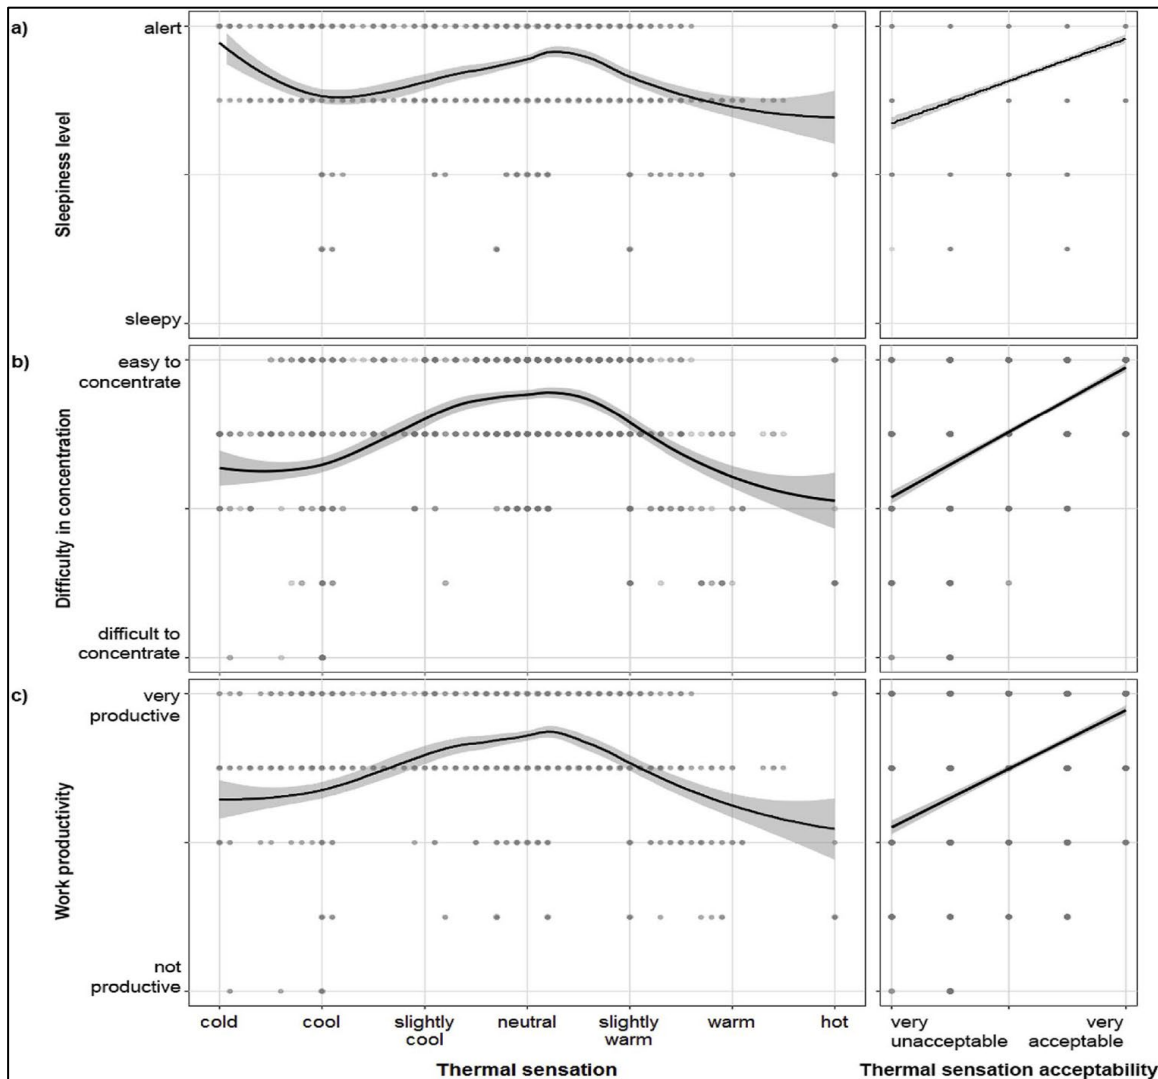 a)
alert
Sleepiness level
sleepy
b)
easy to
concentrate
Difficulty in concentration
difficult to
concentrate
c)
very
productive
Work productivity
not
productive
cold
cool
slightly
cool
neutral
slightly
warm
warm
hot
very
unacceptable
very
acceptable
Thermal sensation
Thermal sensation acceptability